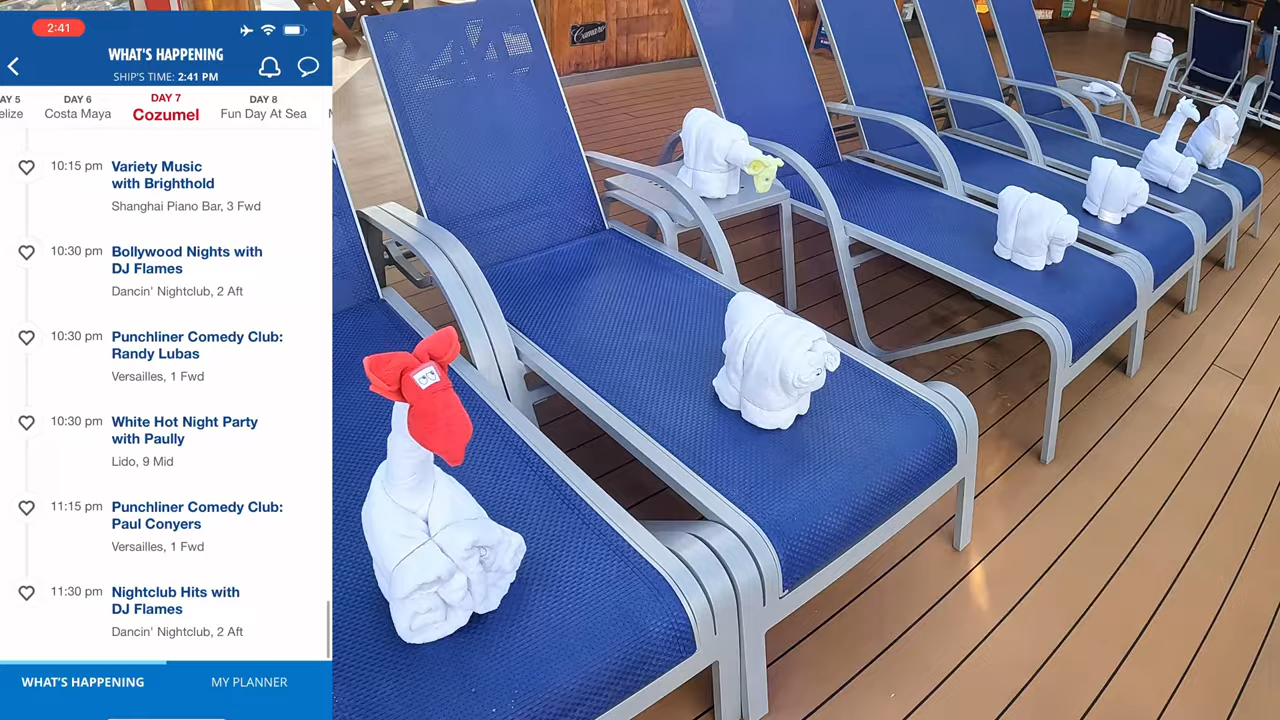 2:41
WHAT'S HAPPENING
SHIP'S TIME: 2:41 PM
AY 5
elize
DAY 6
Costa Maya
DAY 7
Cozumel
DAY 8
Fun Day At Sea
10:15 pm
Variety Music
with Brighthold
Shanghai Piano Bar, 3 Fwd
10:30 pm
Bollywood Nights with
DJ Flames
Dancin' Nightclub, 2 Aft
10:30 pm
Punchliner Comedy Club:
Randy Lubas
Versailles, 1 Fwd
10:30 pm
White Hot Night Party
with Paully
Lido, 9 Mid
11:15 pm
Punchliner Comedy Club:
Paul Conyers
Versailles, 1 Fwd
11:30 pm
Nightclub Hits with
DJ Flames
Dancin' Nightclub, 2 Aft
WHAT'S HAPPENING
MY PLANNER
Camaro